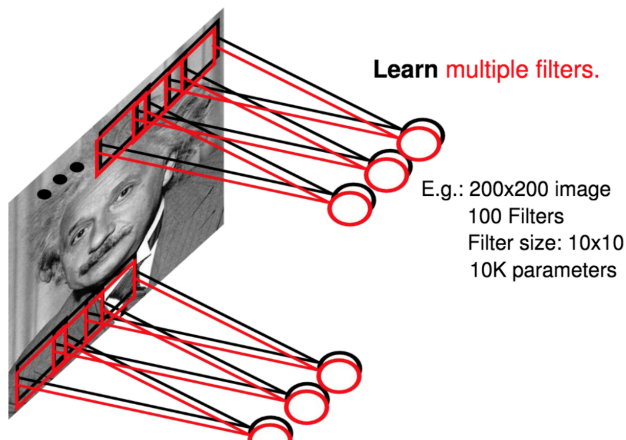 Learn multiple filters.
E.g.: 200x200 image
100 Filters
Filter size: 10x10
10K parameters